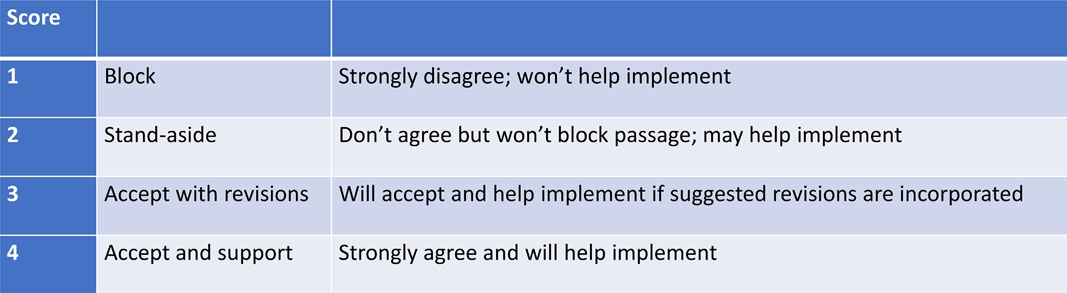 Score
1 Block Strongly disagree; won’t help implement
2 Stand-aside Don’t agree but won’t block passage; may help implement
3 Accept with revisions Will accept and help implement if suggested revisions are incorporated
4 Accept and support Strongly agree and will help implement